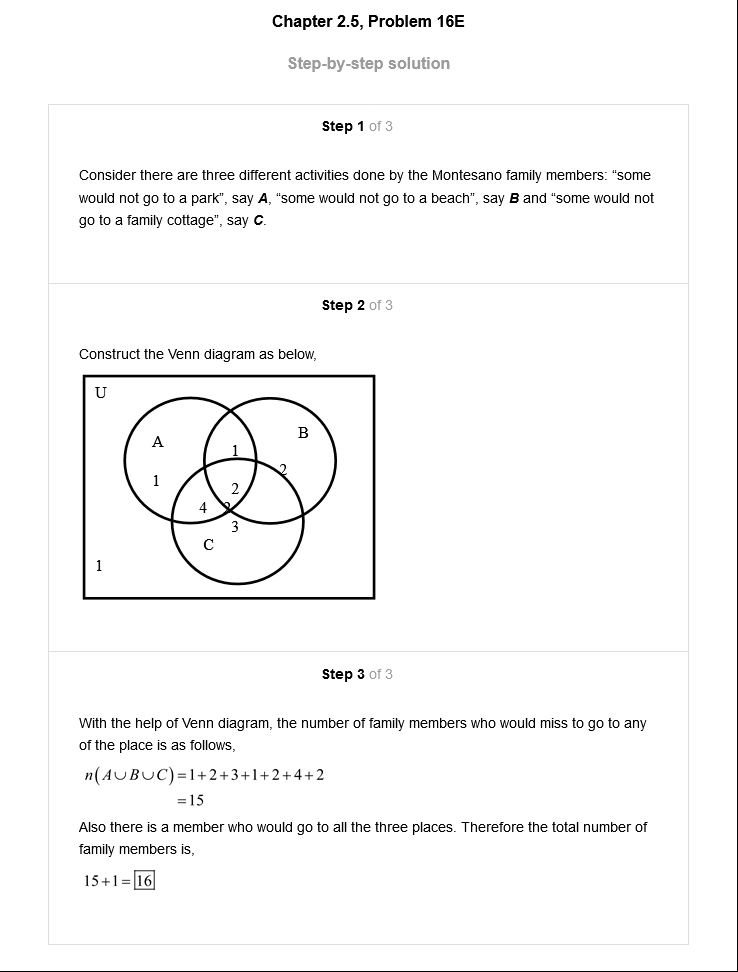 Chapter 2.5, Problem 16E
Step-by-step solution
Step 1 of 3
Consider there are three different activities done by the Montesano family members: “some
would not go to a park”, say A, “some would not go to a beach”, say B and “some would not
go to a family cottage”, say C.
Step 2 of 3
Construct the Venn diagram as below,
U
A
B
1
1
2
2
4
3
C
1
Step 3 of 3
With the help of Venn diagram, the number of family members who would miss to go to any
of the place is as follows,
n(A∪B∪C)=1+2+3+1+2+4+2
=15
Also there is a member who would go to all the three places. Therefore the total number of
family members is,
15+1=16